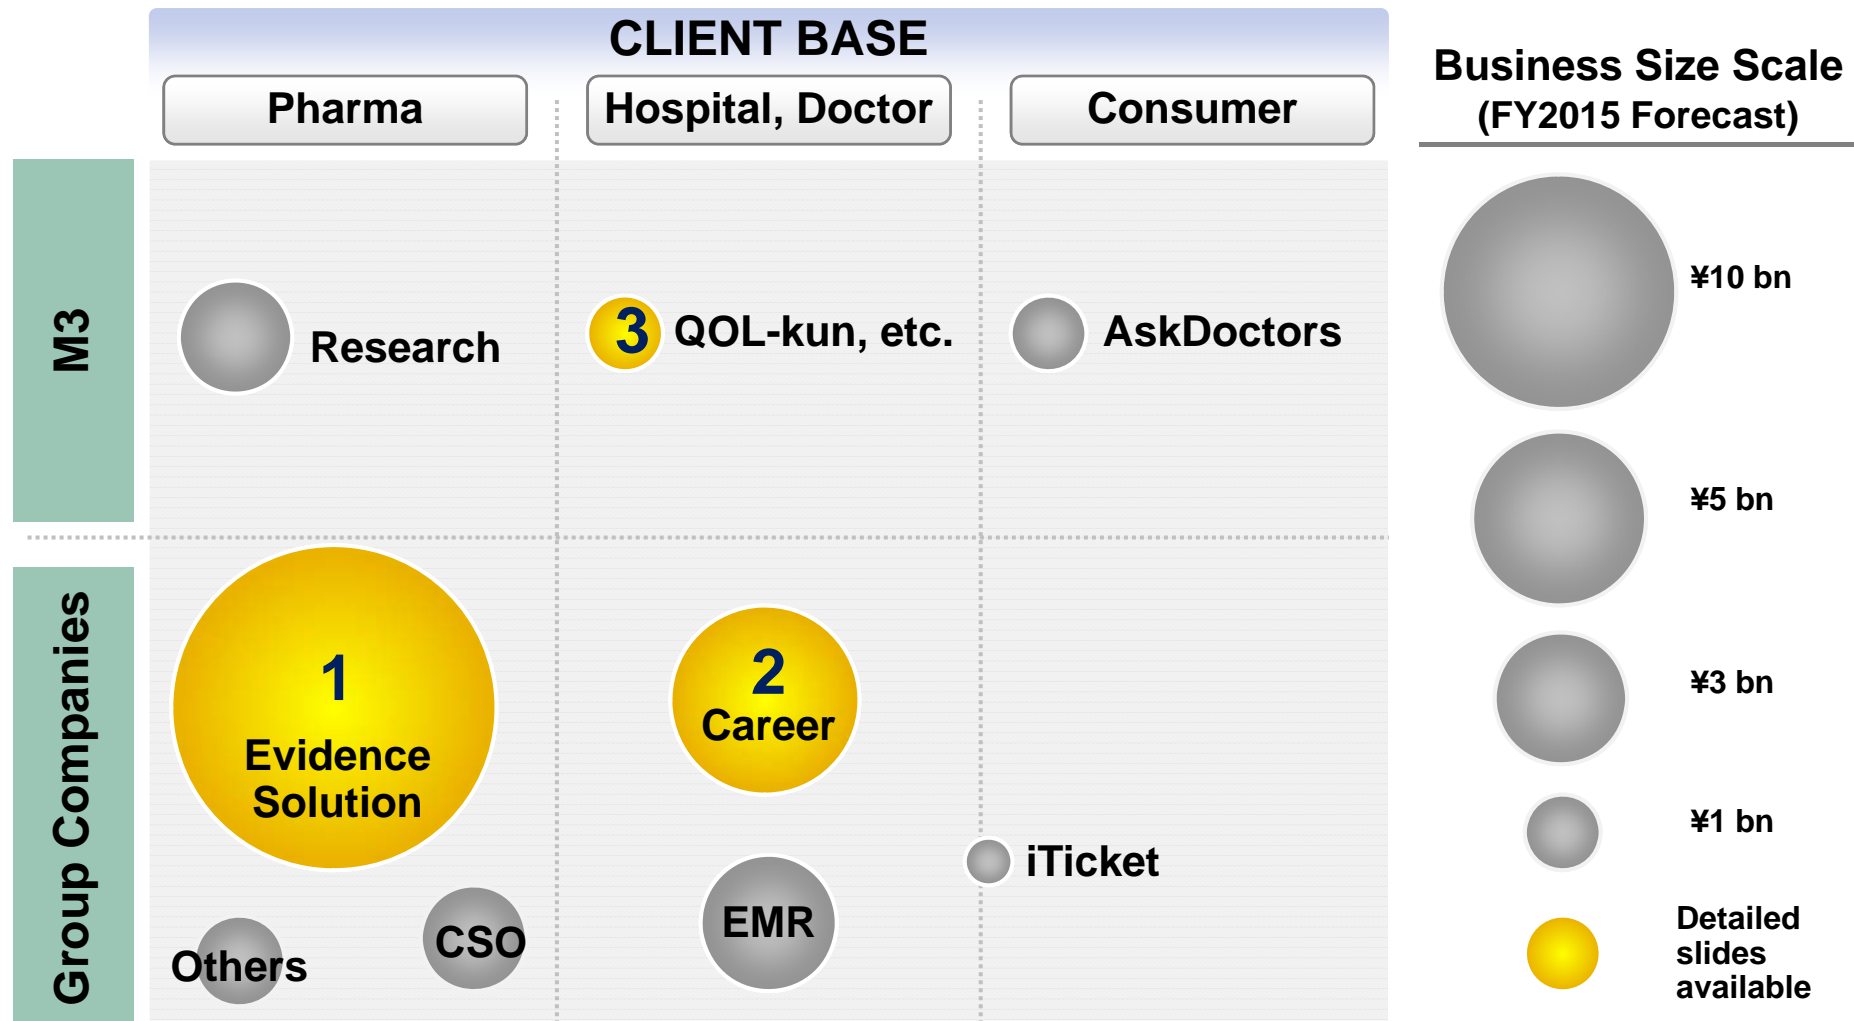 CLIENT BASE
Pharma
Hospital, Doctor
Consumer
Business Size Scale
(FY2015 Forecast)
M3
Research
3
QOL-kun, etc.
AskDoctors
Group Companies
1
Evidence
Solution
2
Career
iTicket
Others
CSO
EMR
¥10 bn
¥5 bn
¥3 bn
¥1 bn
Detailed
slides
available